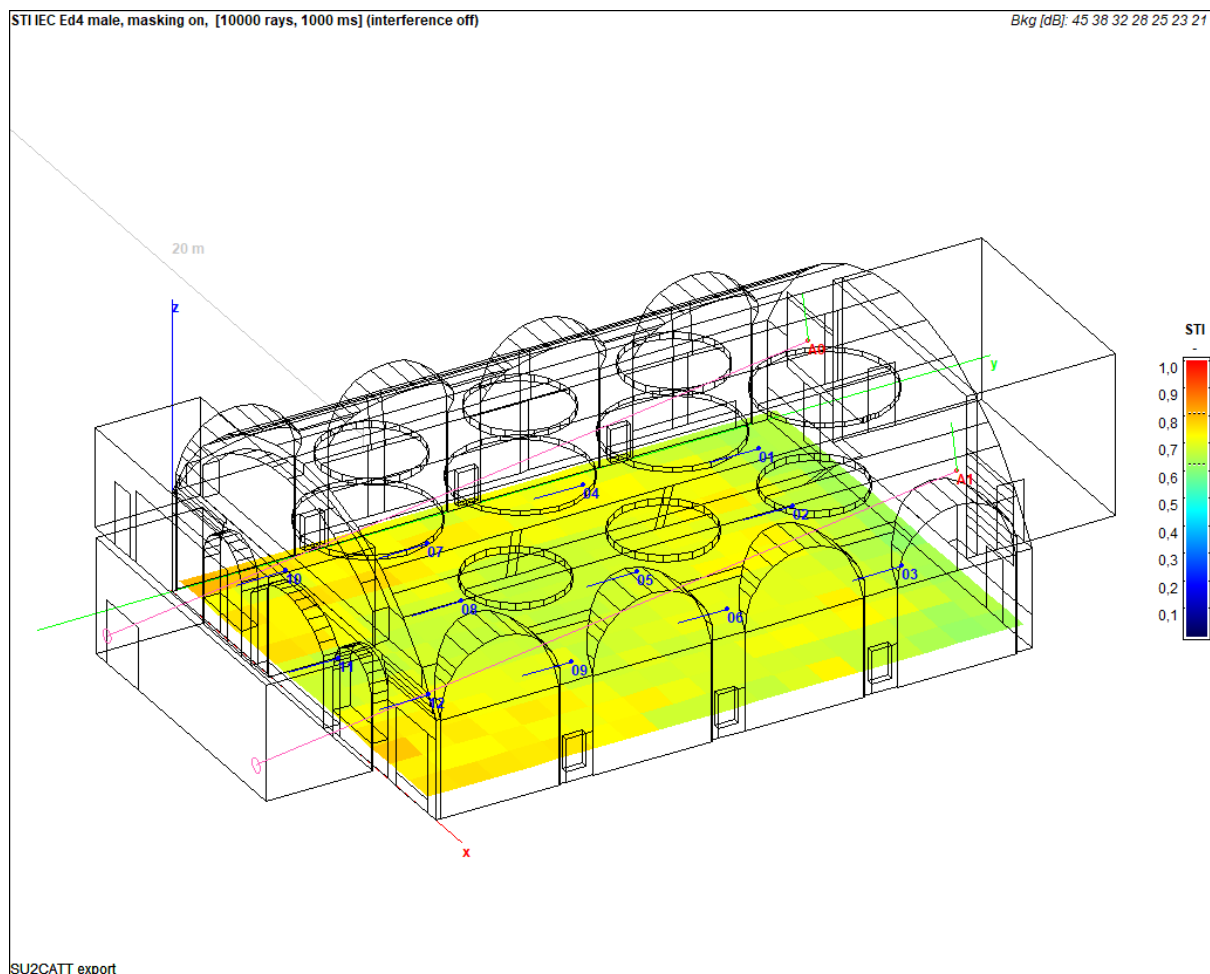 STI IEC Ed4 male, masking on, [10000 rays, 1000 ms] (interference off)
Bkg [dB]: 45 38 32 28 25 23 21
20 m
z
A0
y
STI
-
1,0
0,9
0,8
0,7
0,6
0,5
0,4
0,3
0,2
0,1
01
A1
04
02
07
03
10
05
08
06
11
09
12
x
SU2CATT export